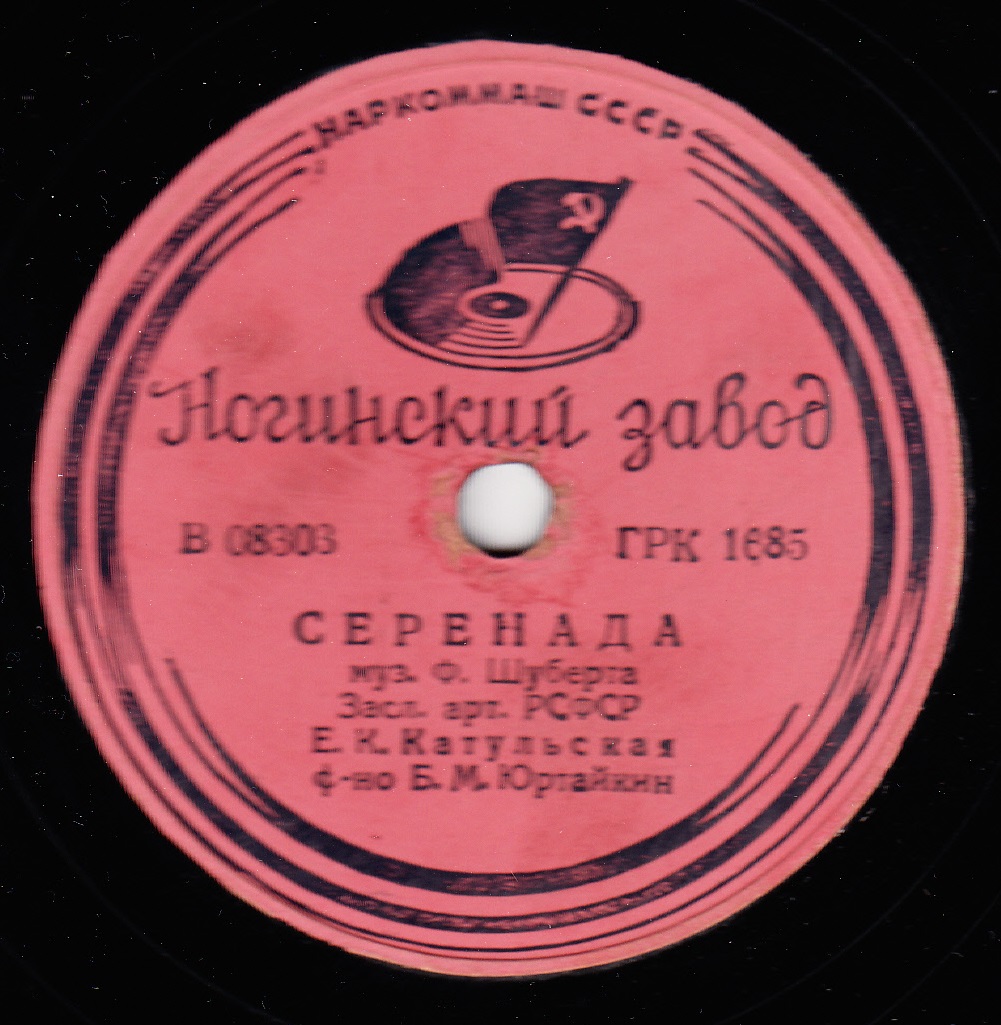 НАРКОММАШ СССР
Ногинский завод
В 08303 ГРК 1685
СЕРЕНАДА
муз. Ф. Шуберта
Засл. арт. РСФСР
Е. К. Катульская
ф-но Б. М. Юртайкин